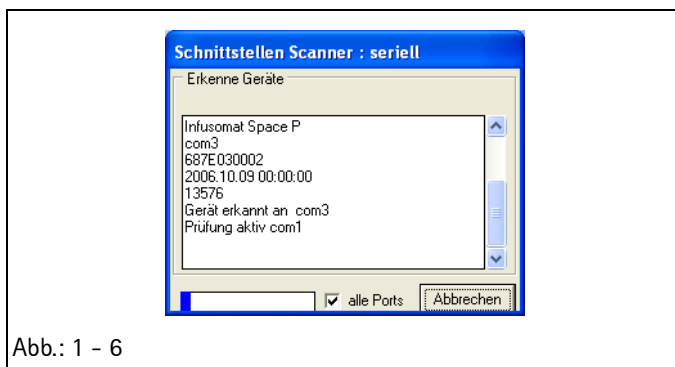 Schnittstellen Scanner : seriell
Erkenne Geräte
Infusomat Space P
com3
687E030002
2006.10.09 00:00:00
13576
Gerät erkannt an com3
Prüfung aktiv com1
alle Ports
Abbrechen
Abb.: 1 - 6